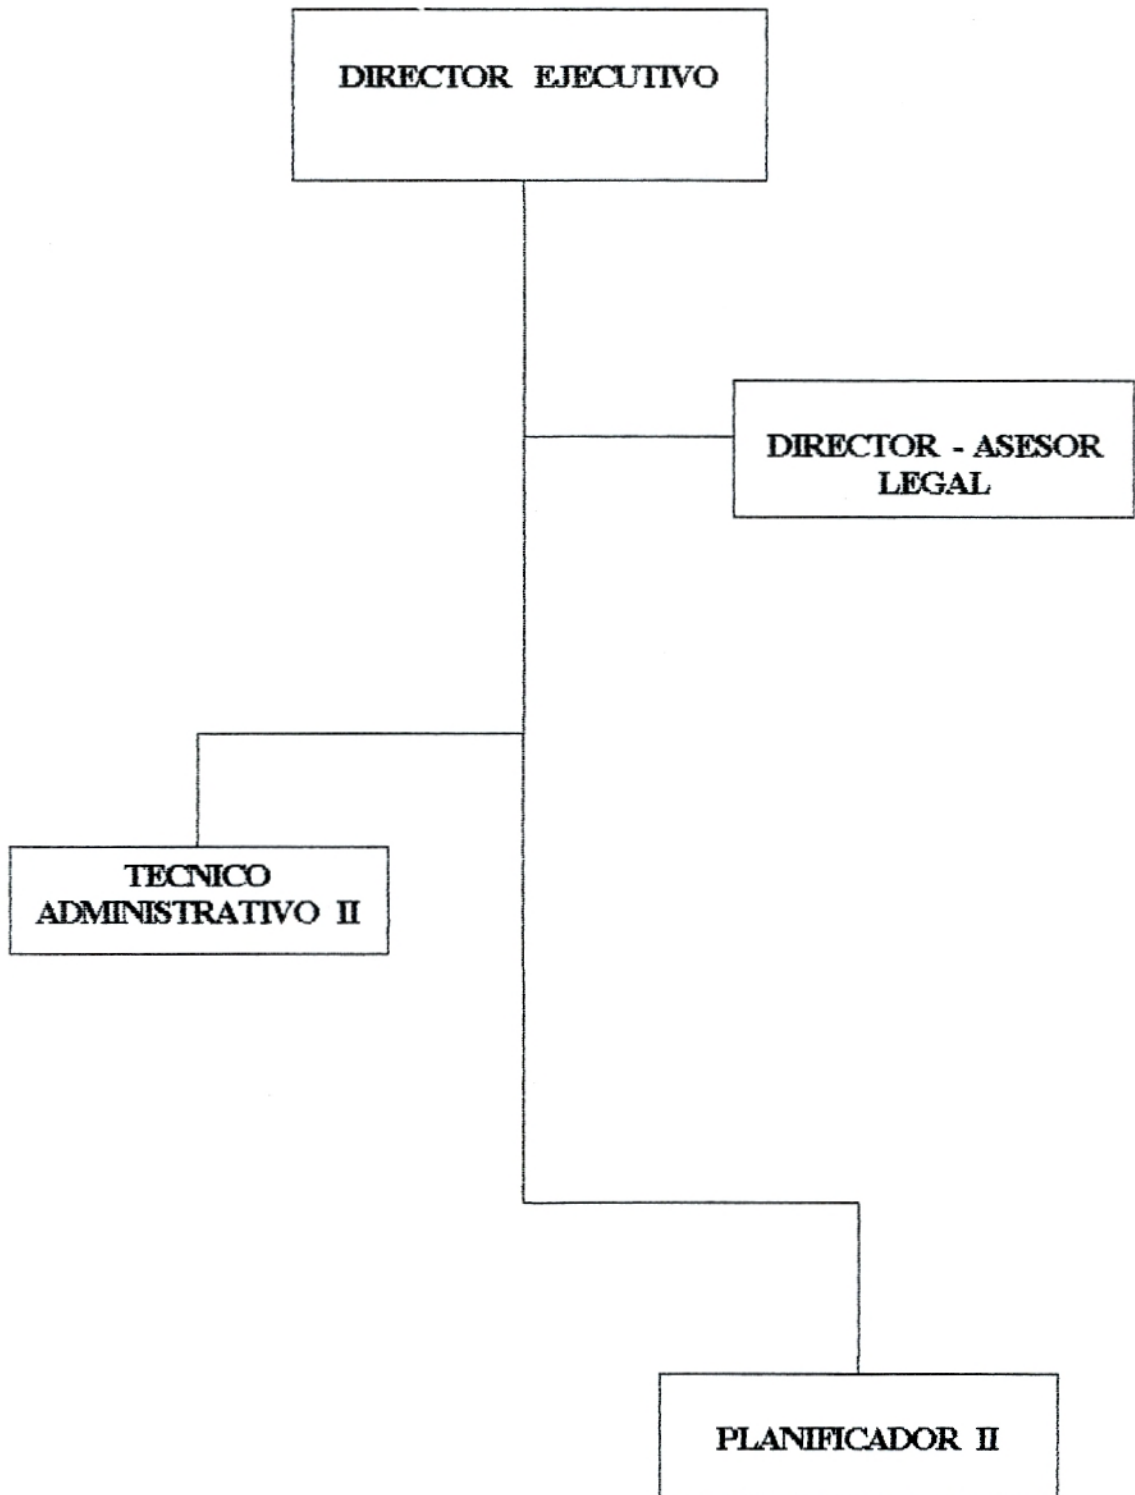 DIRECTOR EJECUTIVO
DIRECTOR - ASESOR
LEGAL
TECNICO
ADMINISTRATIVO II
PLANIFICADOR II